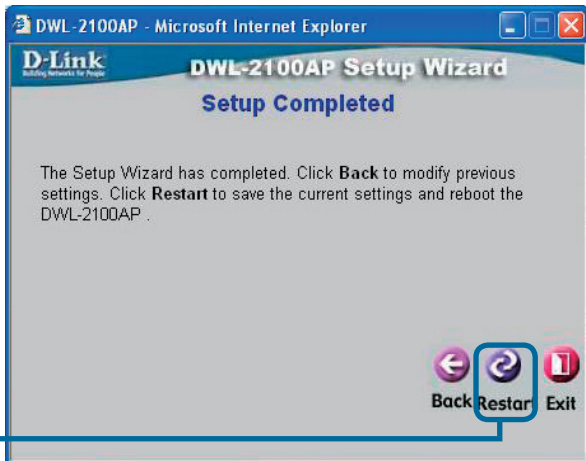 DWL-2100AP - Microsoft Internet Explorer
D-Link
Building Networks for People
DWL-2100AP Setup Wizard
Setup Completed
The Setup Wizard has completed. Click Back to modify previous
settings. Click Restart to save the current settings and reboot the
DWL-2100AP .
Back Restart Exit